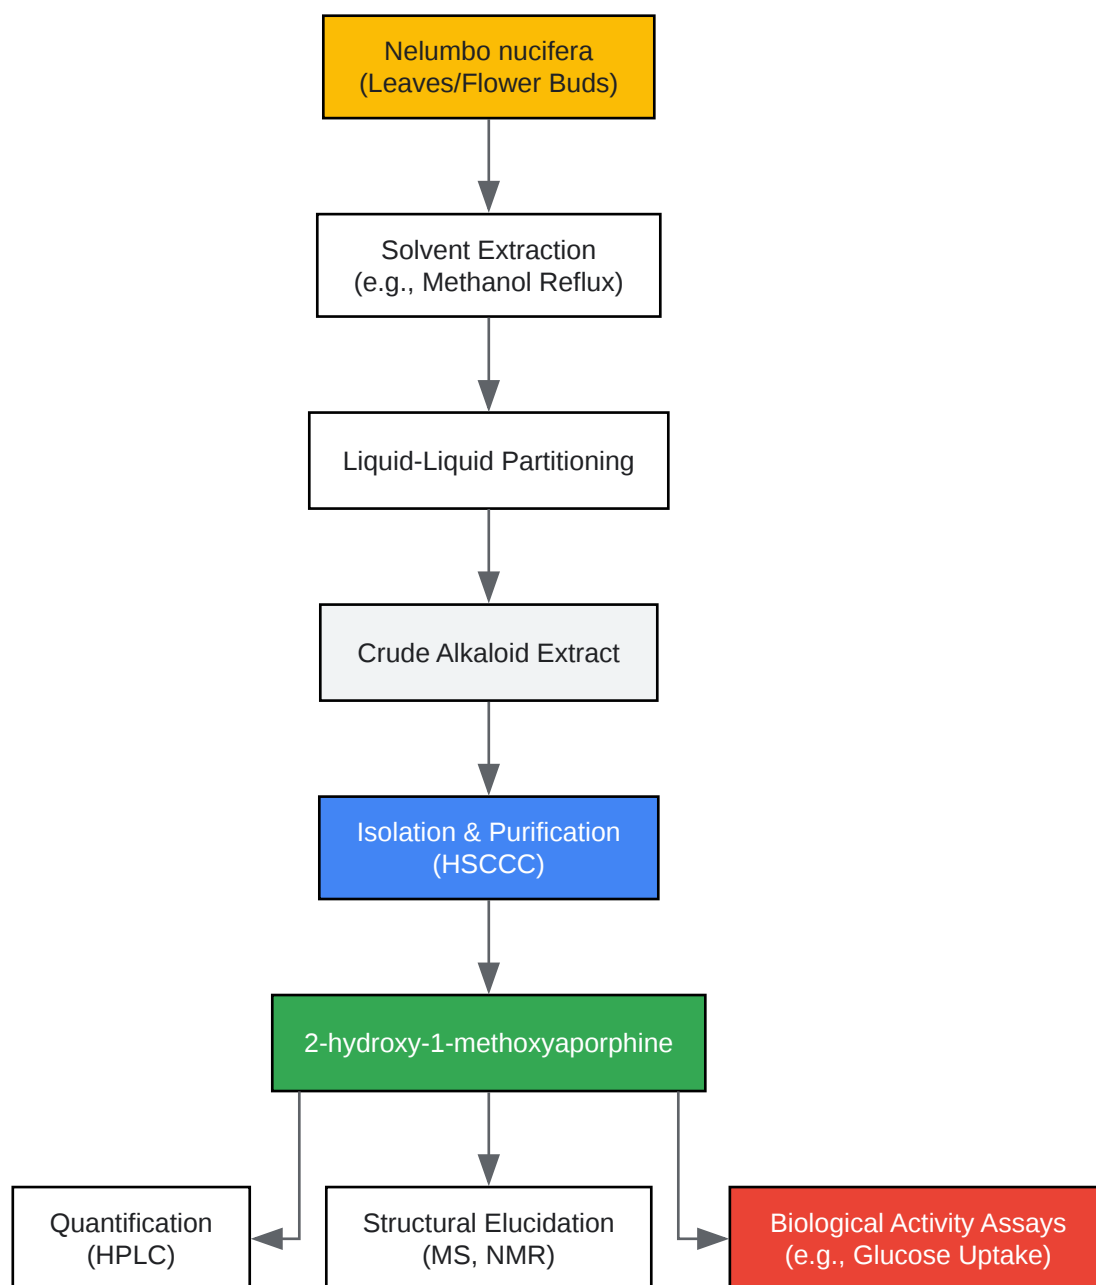 Nelumbo nucifera
(Leaves/Flower Buds)
Solvent Extraction
(e.g., Methanol Reflux)
Liquid-Liquid Partitioning
Crude Alkaloid Extract
Isolation & Purification
(HSCCC)
2-hydroxy-1-methoxyaporphine
Quantification
(HPLC)
Structural Elucidation
(MS, NMR)
Biological Activity Assays
(e.g., Glucose Uptake)